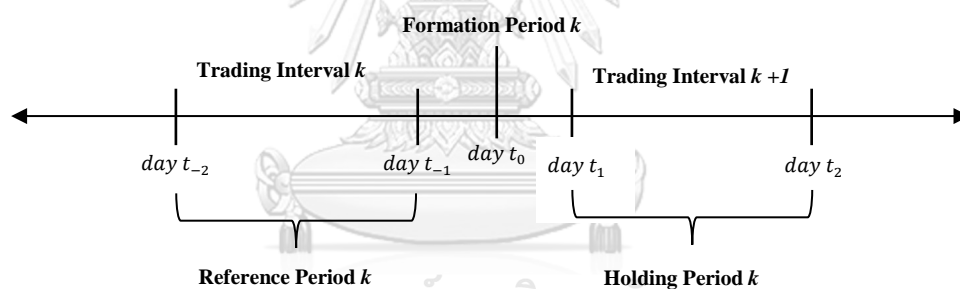 Formation Period k
Trading Interval k
Trading Interval k +1
day t₋₂
day t₋₁
day t₀
day t₁
day t₂
Reference Period k
Holding Period k